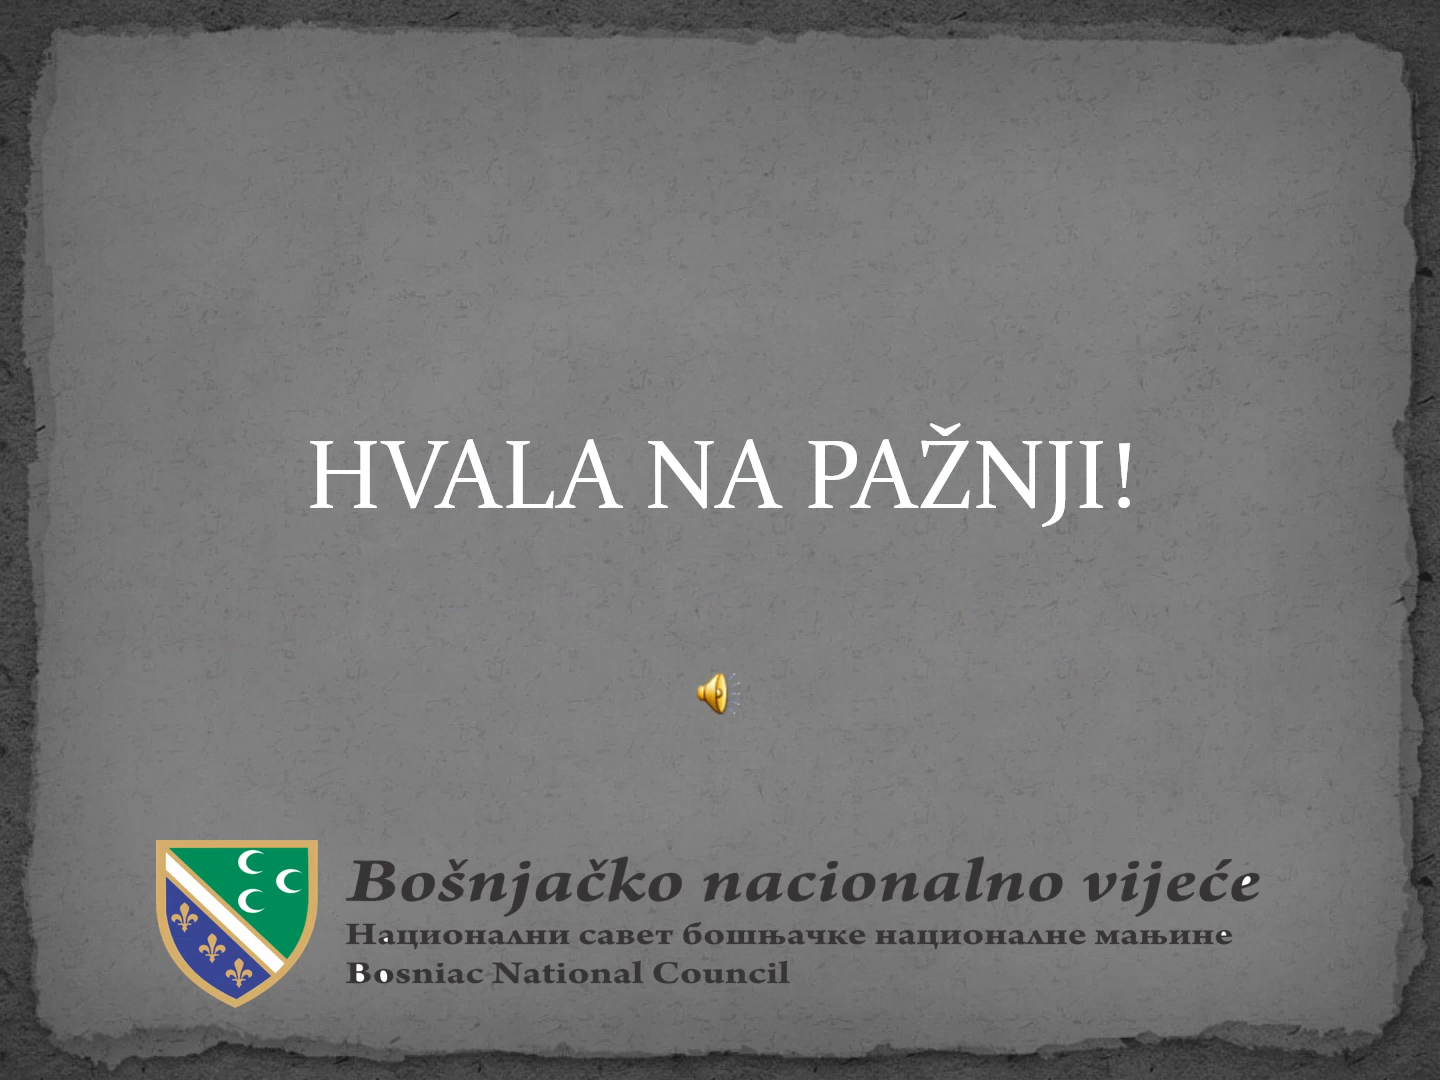 HVALA NA PAŽNJI!
Bošnjačko nacionalno vijeće
Национални савет бошњачке националне мањине
Bosniac National Council